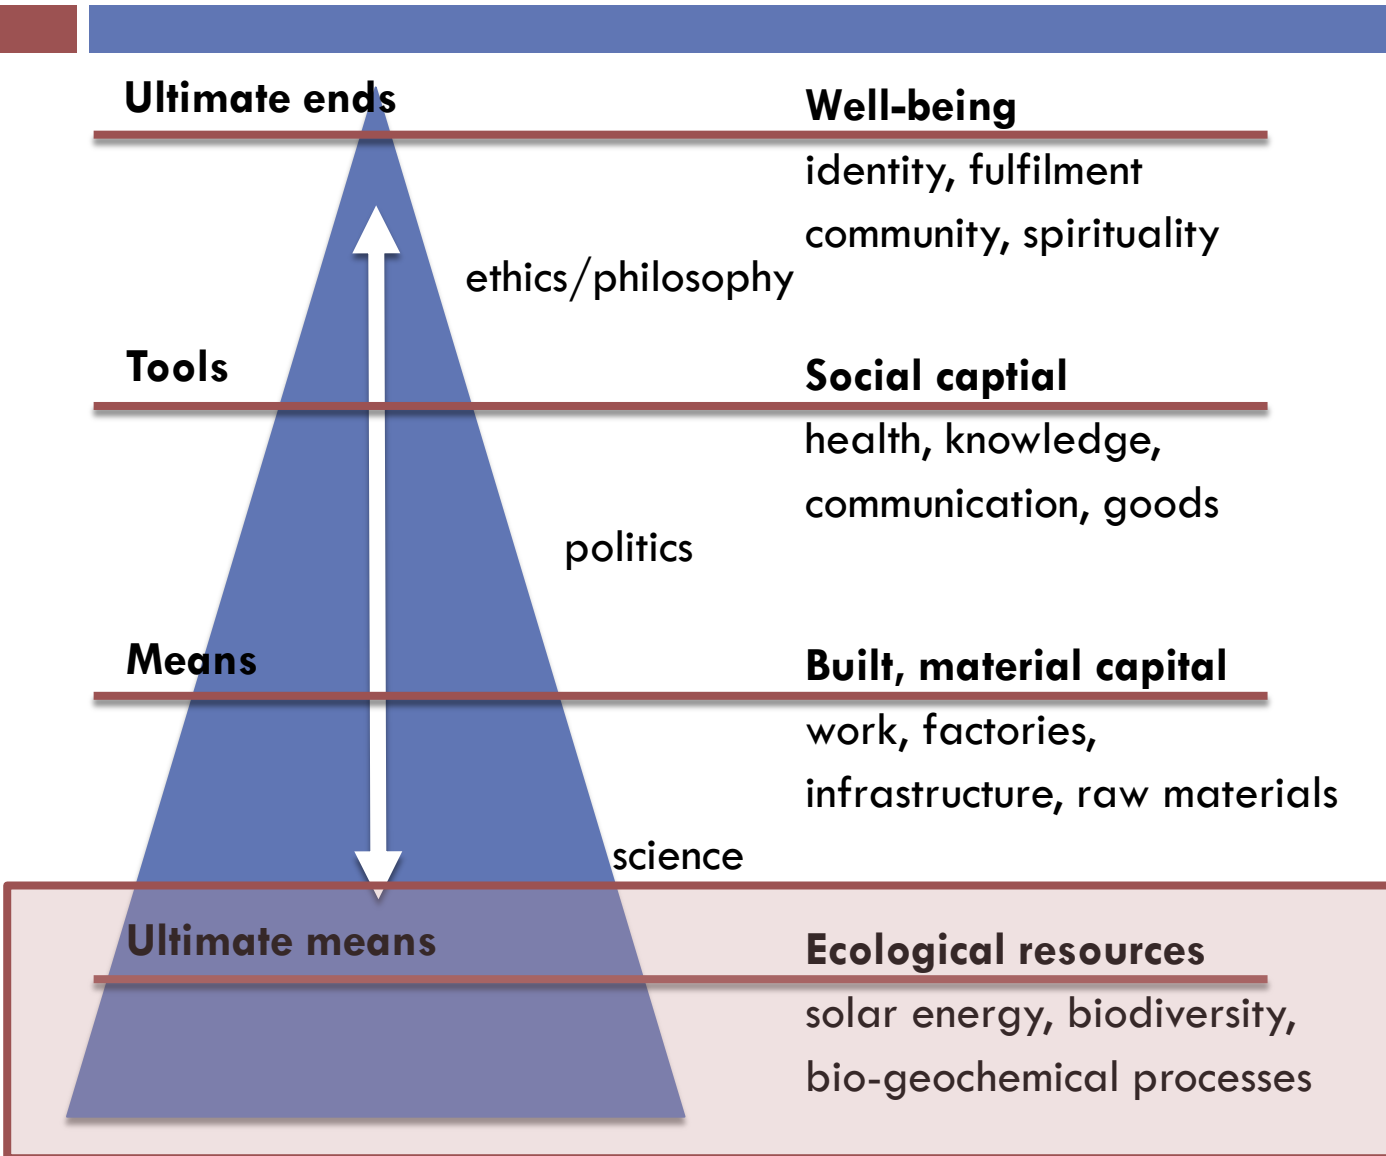 Ultimate ends
Well-being
identity, fulfilment
community, spirituality
ethics/philosophy
Tools
Social captial
health, knowledge,
communication, goods
politics
Means
Built, material capital
work, factories,
infrastructure, raw materials
science
Ultimate means
Ecological resources
solar energy, biodiversity,
bio-geochemical processes